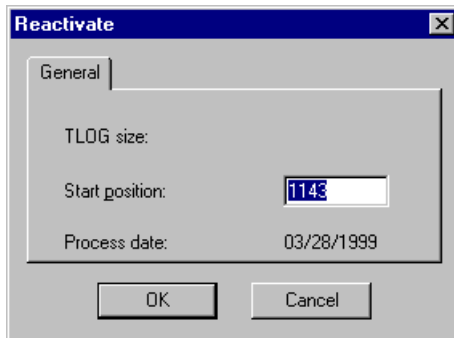 Reactivate
General
TLOG size:
Start position: 1143
Process date: 03/28/1999
OK Cancel